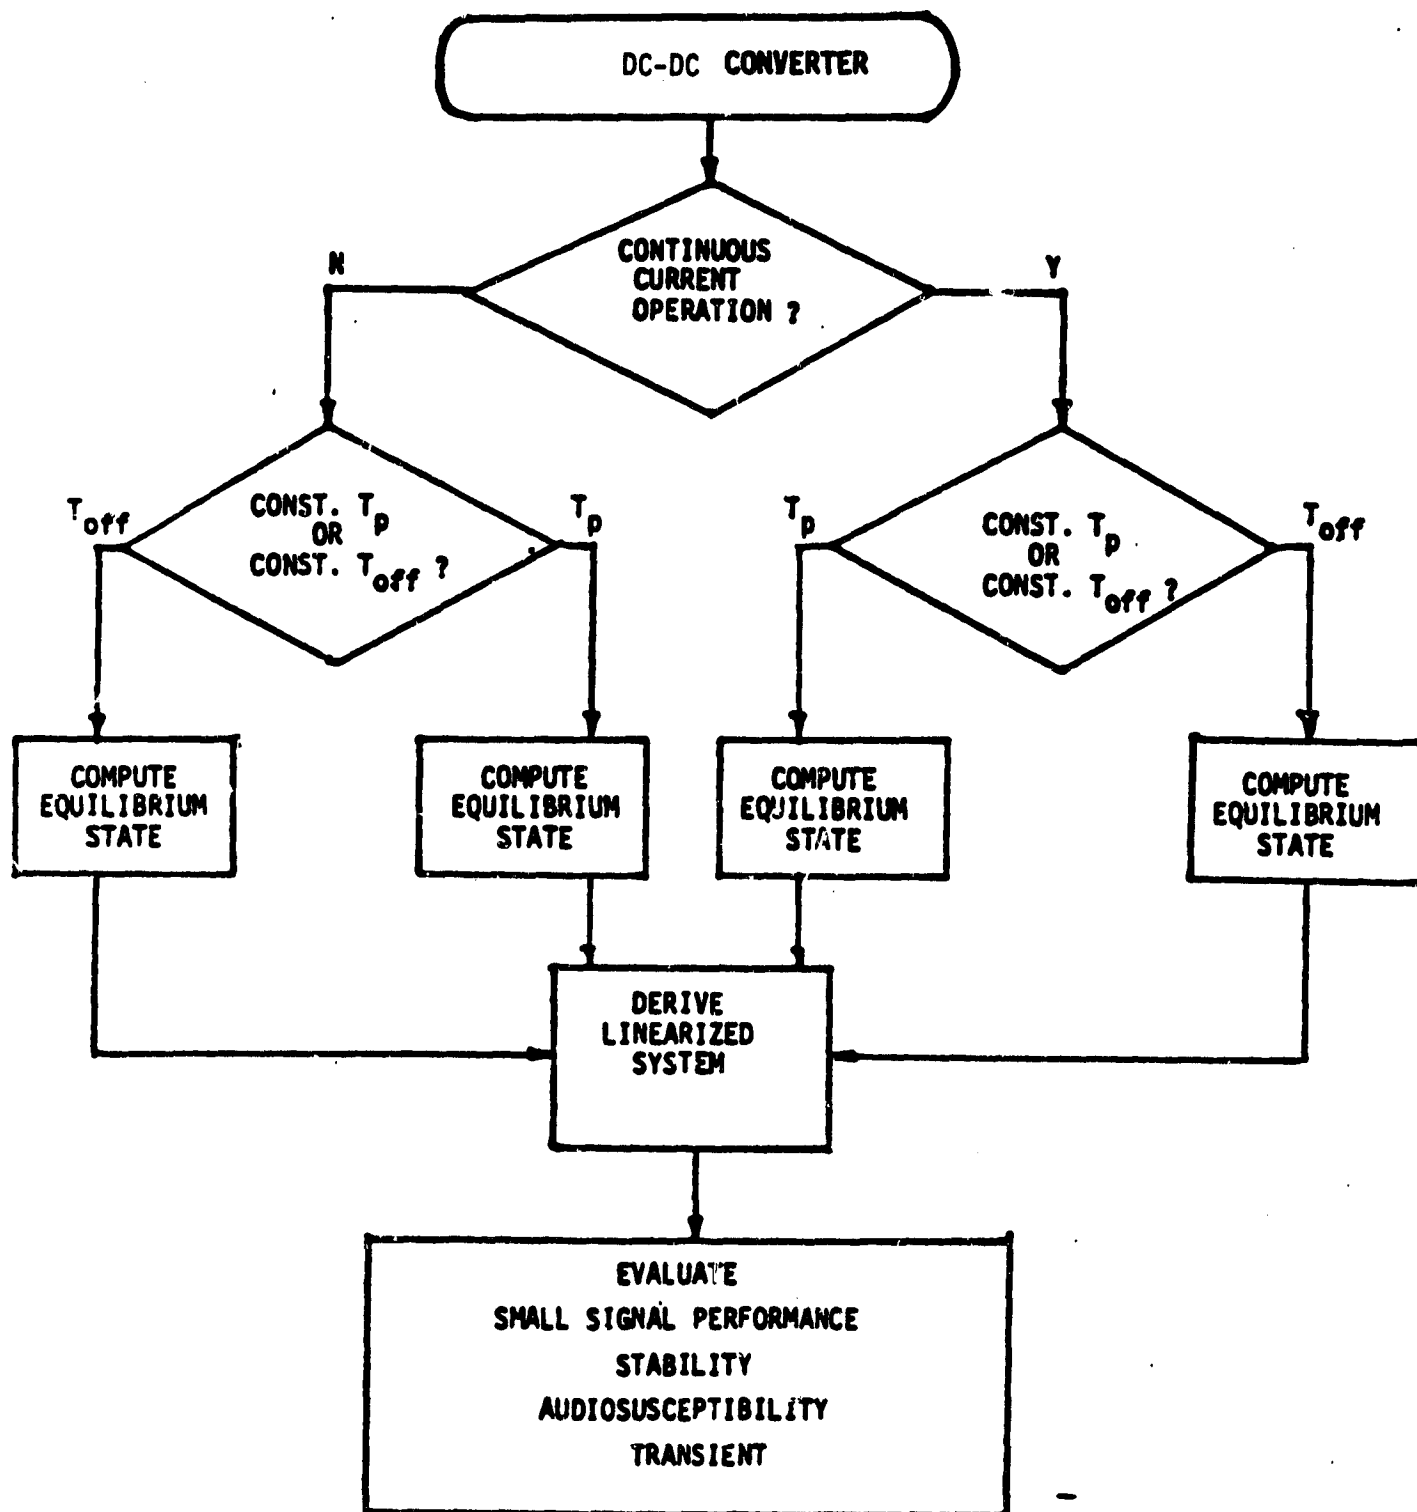 DC-DC CONVERTER
CONTINUOUS
CURRENT
OPERATION ?
N
Y
T_off
CONST. T_p
OR
CONST. T_off ?
T_p
T_p
CONST. T_p
OR
CONST. T_off ?
T_off
COMPUTE
EQUILIBRIUM
STATE
COMPUTE
EQUILIBRIUM
STATE
COMPUTE
EQUILIBRIUM
STATE
COMPUTE
EQUILIBRIUM
STATE
DERIVE
LINEARIZED
SYSTEM
EVALUATE
SMALL SIGNAL PERFORMANCE
STABILITY
AUDIOSUSCEPTIBILITY
TRANSIENT